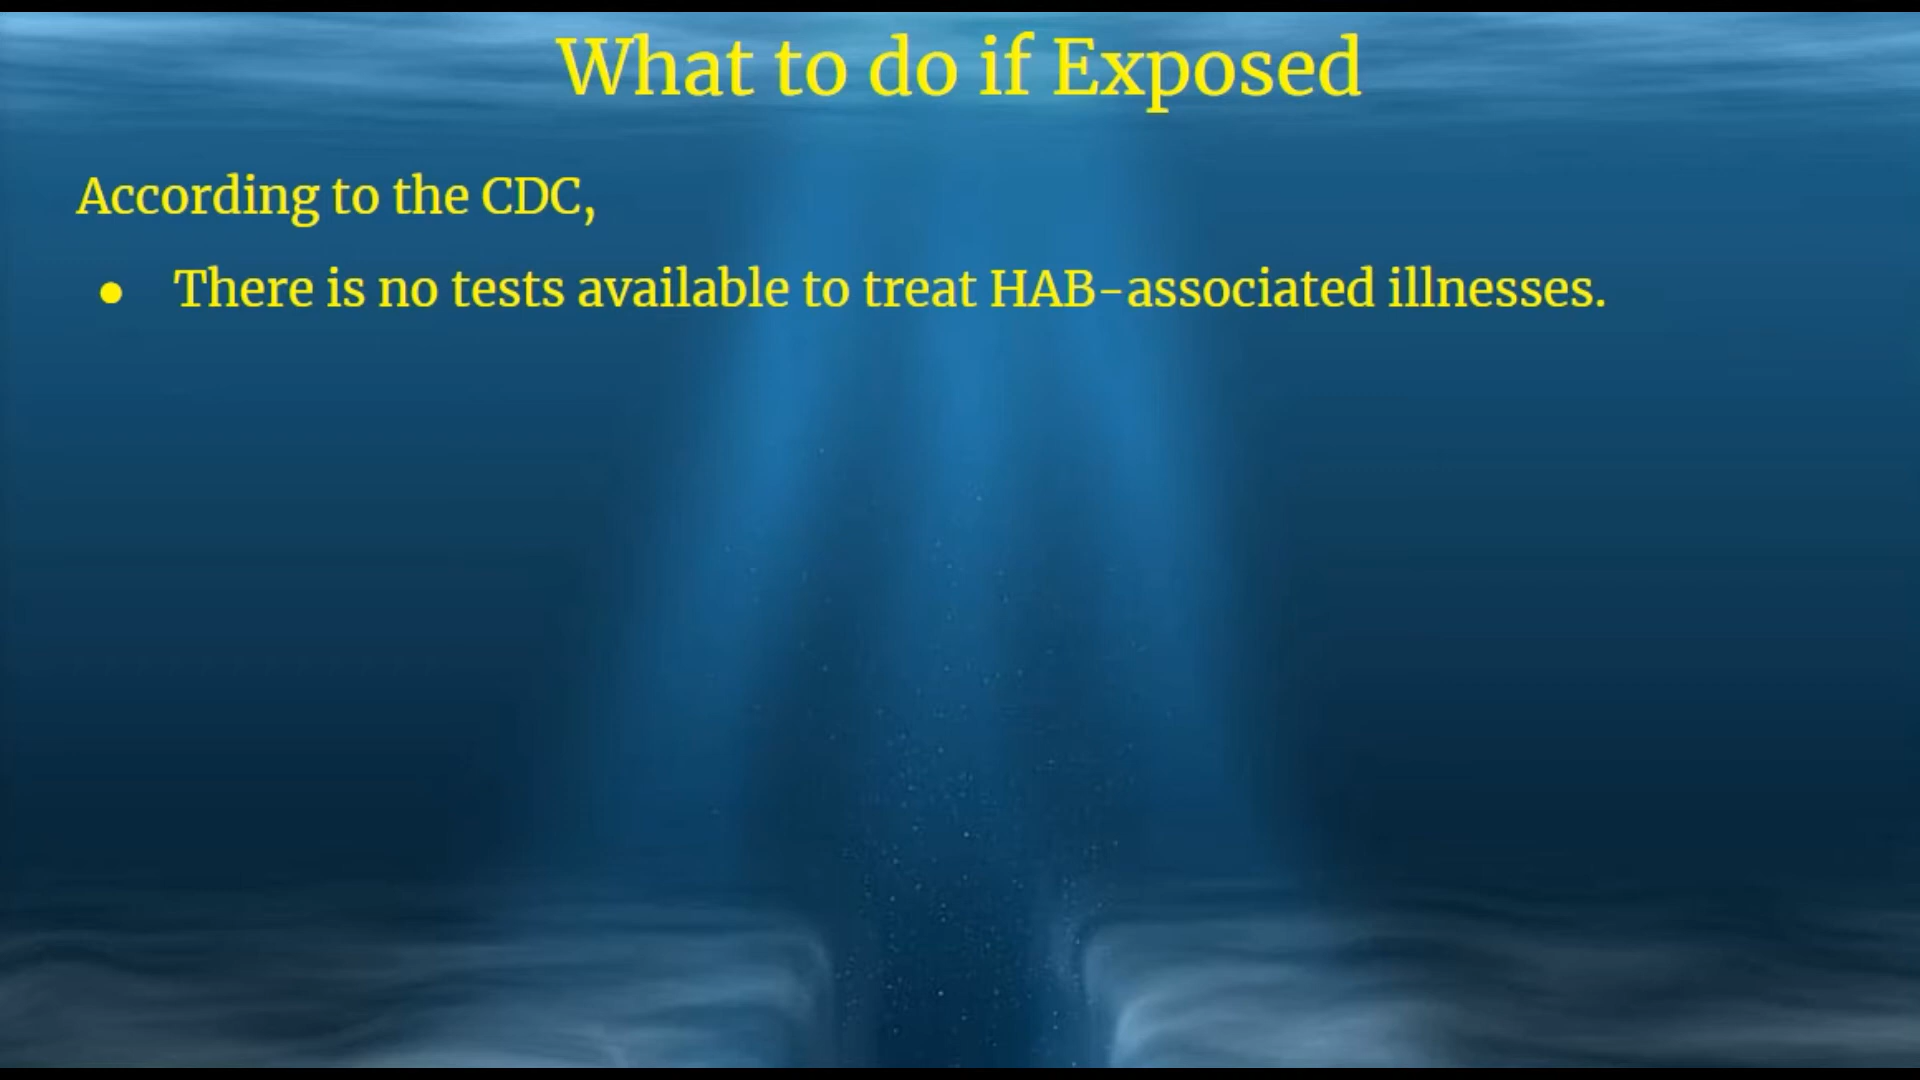 What to do if Exposed
According to the CDC,
● There is no tests available to treat HAB-associated illnesses.